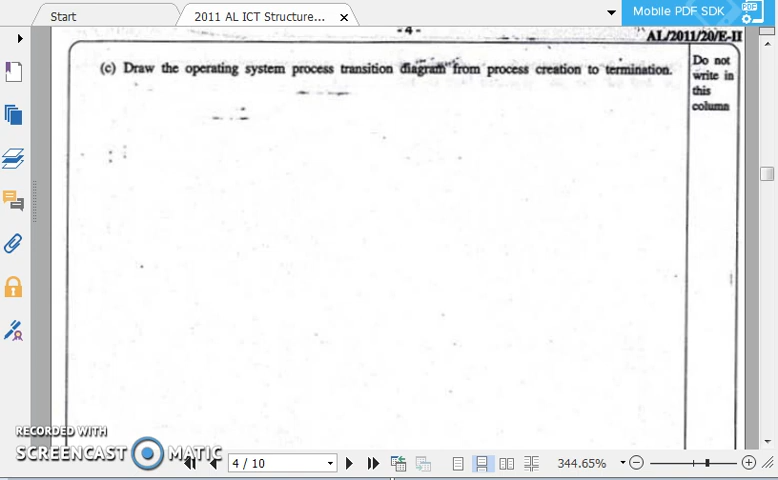 Start
2011 AL ICT Structure...
Mobile PDF SDK
PDF
- 4 -
AL/2011/20/E-II
(c) Draw the operating system process transition diagram from process creation to termination.
Do not
write in
this
column
RECORDED WITH
SCREENCAST MATIC
4 / 10
344.65%